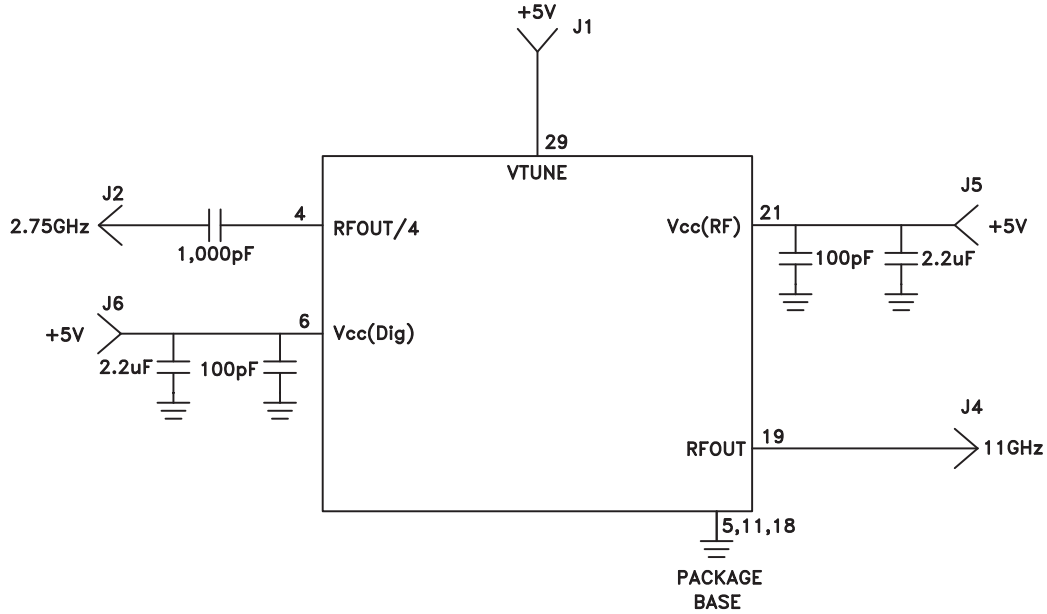 +5V
J1
29
VTUNE
J2
2.75GHz
1,000pF
4
RFOUT/4
Vcc(RF)
21
J5
+5V
100pF
2.2uF
J6
+5V
6
Vcc(Dig)
2.2uF
100pF
J4
RFOUT
19
11GHz
5,11,18
PACKAGE
BASE